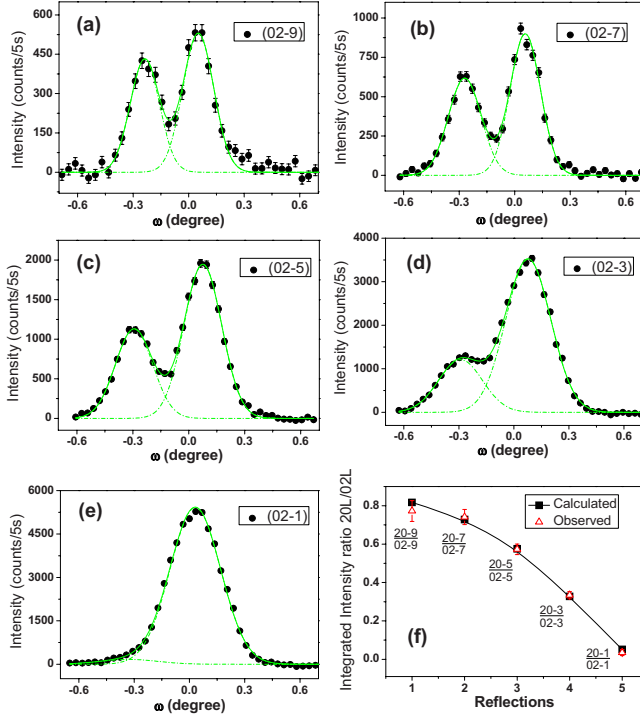 (a)
(02-9)
Intensity (counts/5s)
600
450
300
150
0
-0.6 -0.3 0.0 0.3 0.6
ω (degree)
(b)
(02-7)
Intensity (counts/5s)
1000
750
500
250
0
-0.6 -0.3 0.0 0.3 0.6
ω (degree)
(c)
(02-5)
Intensity (counts/5s)
2000
1500
1000
500
0
-0.6 -0.3 0.0 0.3 0.6
ω (degree)
(d)
(02-3)
Intensity (counts/5s)
4000
3000
2000
1000
0
-0.6 -0.3 0.0 0.3 0.6
ω (degree)
(e)
(02-1)
Intensity (counts/5s)
6000
4500
3000
1500
0
-0.6 -0.3 0.0 0.3 0.6
ω (degree)
Calculated
Observed
Integrated Intensity ratio 20L/02L
0.8
0.4
0.0
20-9
02-9
20-7
02-7
20-5
02-5
20-3
02-3
20-1
02-1
(f)
1 2 3 4 5
Reflections